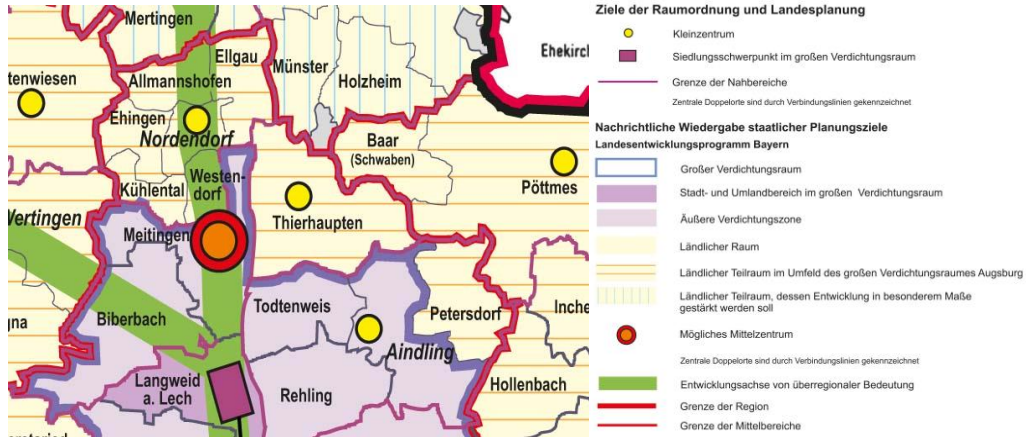 Mertingen
Ellgau
Münster
Ehekirch
tenwiesen
Allmannshofen
Holzheim
Ehingen
Nordendorf
Baar
(Schwaben)
Westen-
dorf
Kühlental
Pöttmes
Wertingen
Thierhaupten
Meitingen
Todtenweis
Petersdorf
Inche
gna
Biberbach
Aindling
Langweid
a. Lech
Rehling
Hollenbach
Ziele der Raumordnung und Landesplanung
Kleinzentrum
Siedlungsschwerpunkt im großen Verdichtungsraum
Grenze der Nahbereiche
Zentrale Doppelorte sind durch Verbindungslinien gekennzeichnet
Nachrichtliche Wiedergabe staatlicher Planungsziele
Landesentwicklungsprogramm Bayern
Großer Verdichtungsraum
Stadt- und Umlandbereich im großen Verdichtungsraum
Äußere Verdichtungszone
Ländlicher Raum
Ländlicher Teilraum im Umfeld des großen Verdichtungsraumes Augsburg
Ländlicher Teilraum, dessen Entwicklung in besonderem Maße
gestärkt werden soll
Mögliches Mittelzentrum
Zentrale Doppelorte sind durch Verbindungslinien gekennzeichnet
Entwicklungsachse von überregionaler Bedeutung
Grenze der Region
Grenze der Mittelbereiche